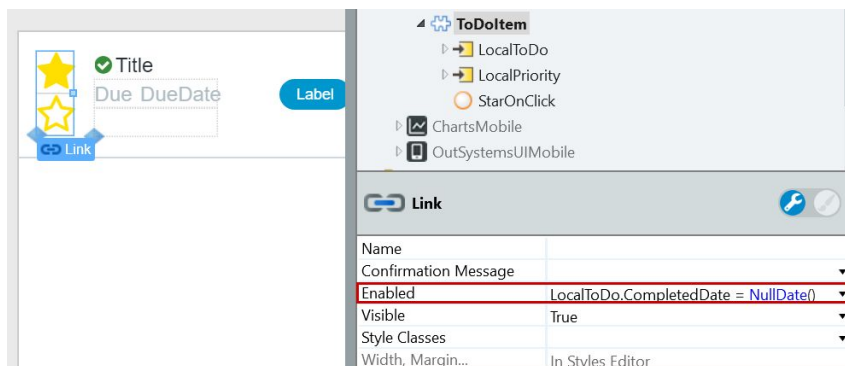 Title
Due DueDate
Label
Link
ToDoItem
LocalToDo
LocalPriority
StarOnClick
ChartsMobile
OutSystemsUIMobile
Link
Name
Confirmation Message
Enabled LocalToDo.CompletedDate = NullDate()
Visible True
Style Classes
Width, Margin... In Styles Editor